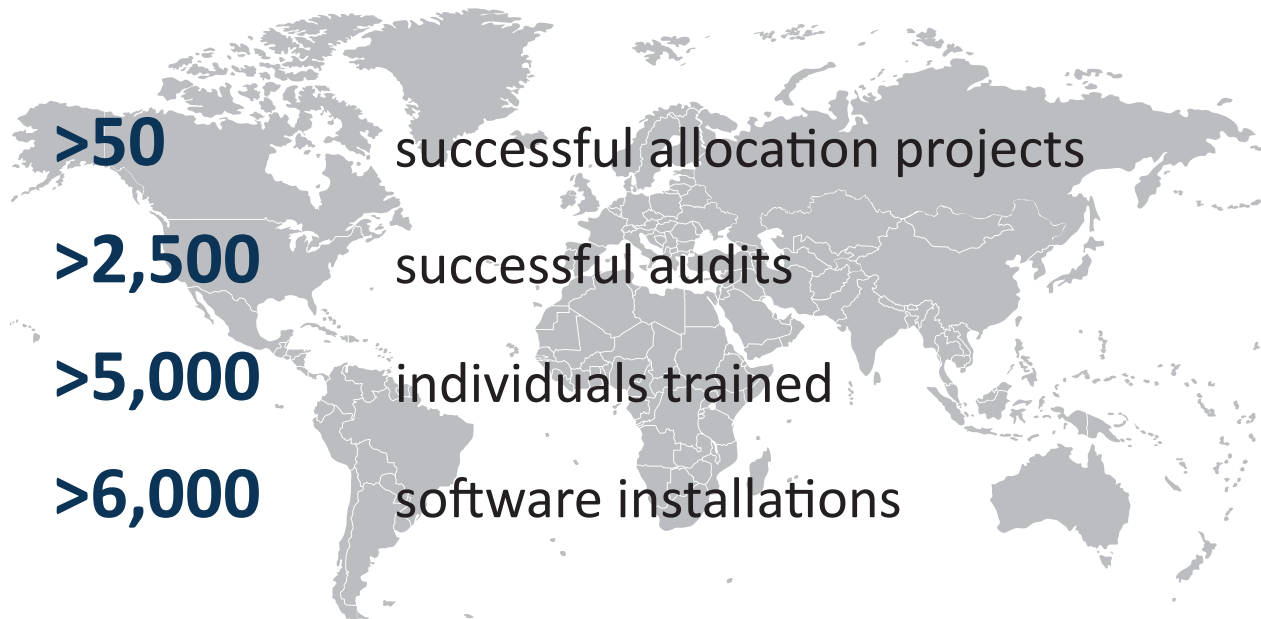 >50 successful allocation projects
>2,500 successful audits
>5,000 individuals trained
>6,000 software installations